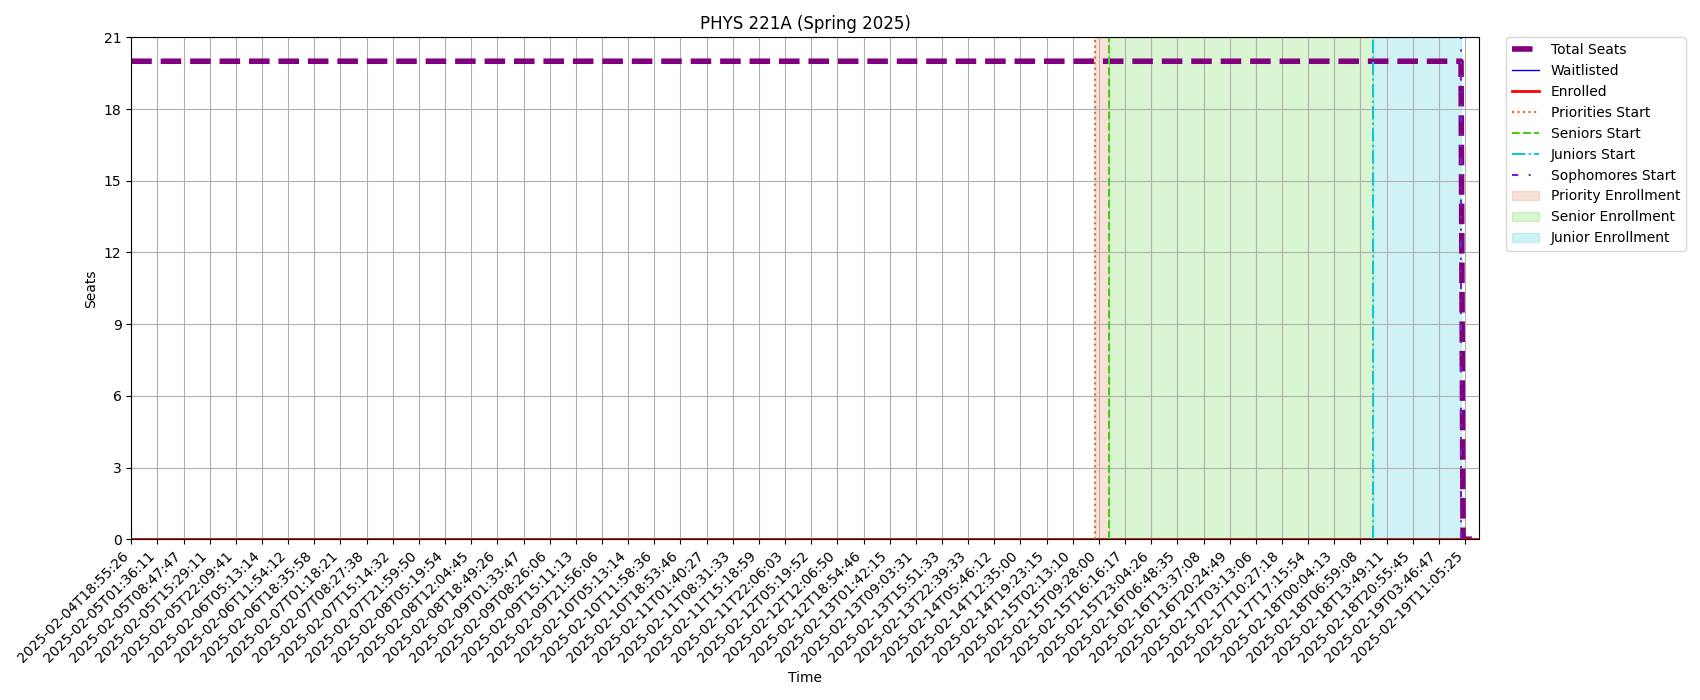 PHYS 221A (Spring 2025)
21
18
15
12
9
6
3
0
Seats
2025-02-04T18:55:26
2025-02-05T01:36:11
2025-02-05T08:47:47
2025-02-05T15:29:11
2025-02-05T22:09:41
2025-02-06T05:13:14
2025-02-06T11:54:12
2025-02-06T18:35:58
2025-02-07T01:18:21
2025-02-07T08:27:38
2025-02-07T15:14:32
2025-02-07T21:59:50
2025-02-08T05:19:54
2025-02-08T12:04:45
2025-02-08T18:49:26
2025-02-09T01:33:47
2025-02-09T08:26:06
2025-02-09T15:11:13
2025-02-09T21:56:06
2025-02-10T05:13:14
2025-02-10T11:58:36
2025-02-10T18:53:46
2025-02-11T01:40:27
2025-02-11T08:31:33
2025-02-11T15:18:59
2025-02-11T22:06:03
2025-02-12T05:19:52
2025-02-12T12:06:50
2025-02-12T18:54:46
2025-02-13T01:42:15
2025-02-13T09:03:31
2025-02-13T15:51:33
2025-02-13T22:39:33
2025-02-14T05:46:12
2025-02-14T12:35:00
2025-02-14T19:23:15
2025-02-15T02:13:10
2025-02-15T09:28:00
2025-02-15T16:16:17
2025-02-15T23:04:26
2025-02-16T06:48:35
2025-02-16T13:37:08
2025-02-16T20:24:49
2025-02-17T03:13:06
2025-02-17T10:27:18
2025-02-17T17:15:54
2025-02-18T00:04:13
2025-02-18T06:59:08
2025-02-18T13:49:11
2025-02-18T20:55:45
2025-02-19T03:46:47
2025-02-19T11:05:25
Time
Total Seats
Waitlisted
Enrolled
Priorities Start
Seniors Start
Juniors Start
Sophomores Start
Priority Enrollment
Senior Enrollment
Junior Enrollment